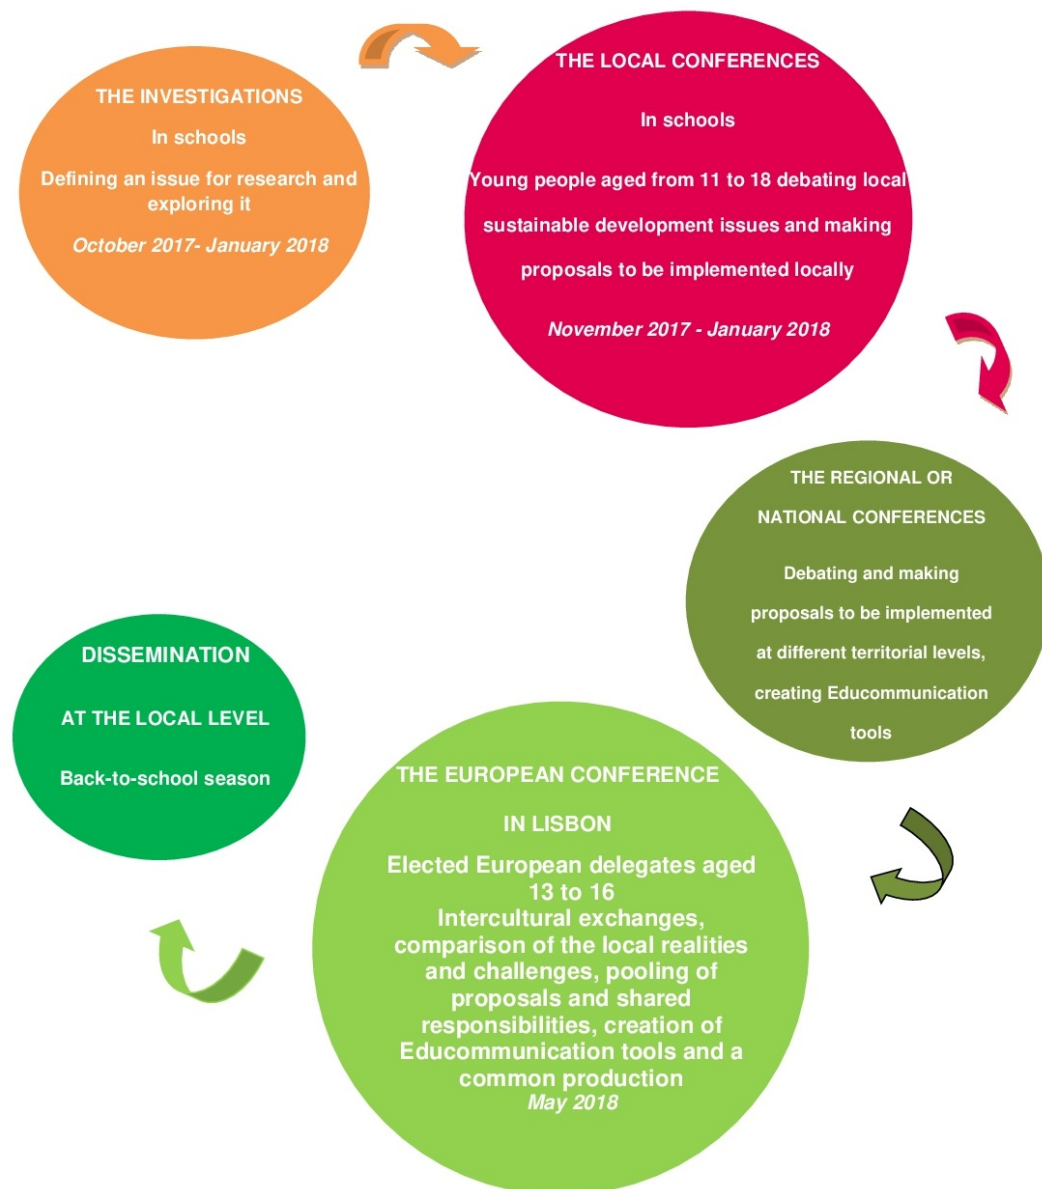 THE INVESTIGATIONS
In schools
Defining an issue for research and
exploring it
October 2017- January 2018
THE LOCAL CONFERENCES
In schools
Young people aged from 11 to 18 debating local
sustainable development issues and making
proposals to be implemented locally
November 2017 - January 2018
THE REGIONAL OR
NATIONAL CONFERENCES
Debating and making
proposals to be implemented
at different territorial levels,
creating Educommunication
tools
THE EUROPEAN CONFERENCE
IN LISBON
Elected European delegates aged
13 to 16
Intercultural exchanges,
comparison of the local realities
and challenges, pooling of
proposals and shared
responsibilities, creation of
Educommunication tools and a
common production
May 2018
DISSEMINATION
AT THE LOCAL LEVEL
Back-to-school season